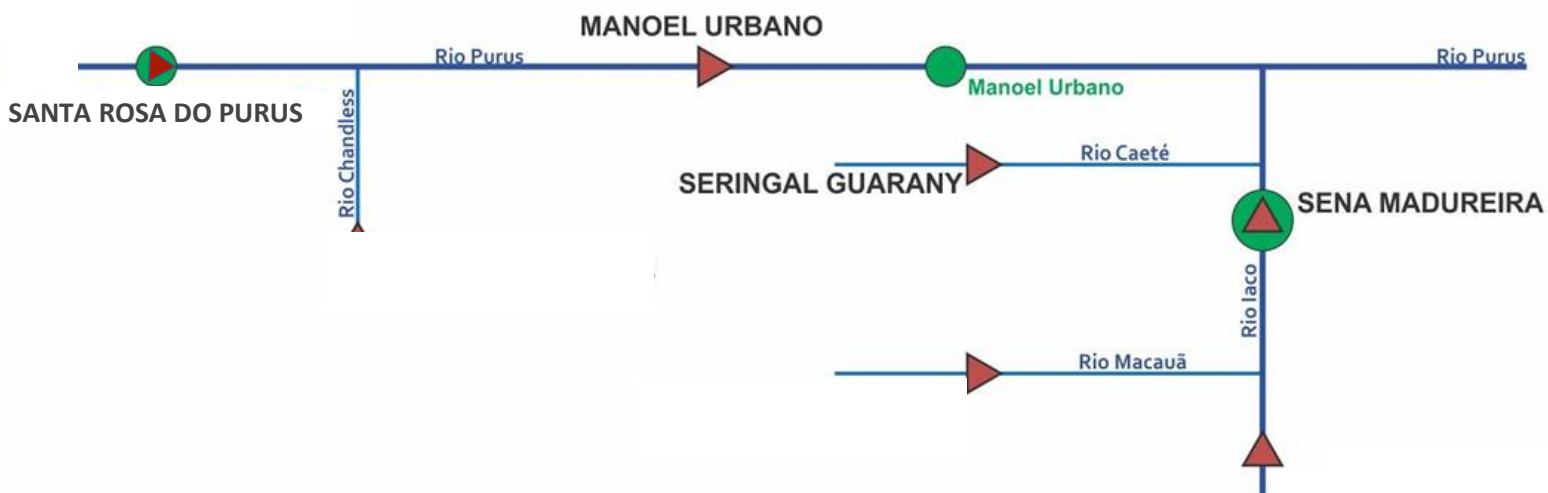 MANOEL URBANO
Rio Purus
Rio Purus
Manoel Urbano
SANTA ROSA DO PURUS
Rio Chandless
Rio Caeté
SERINGAL GUARANY
SENA MADUREIRA
Rio Iaco
Rio Macauã